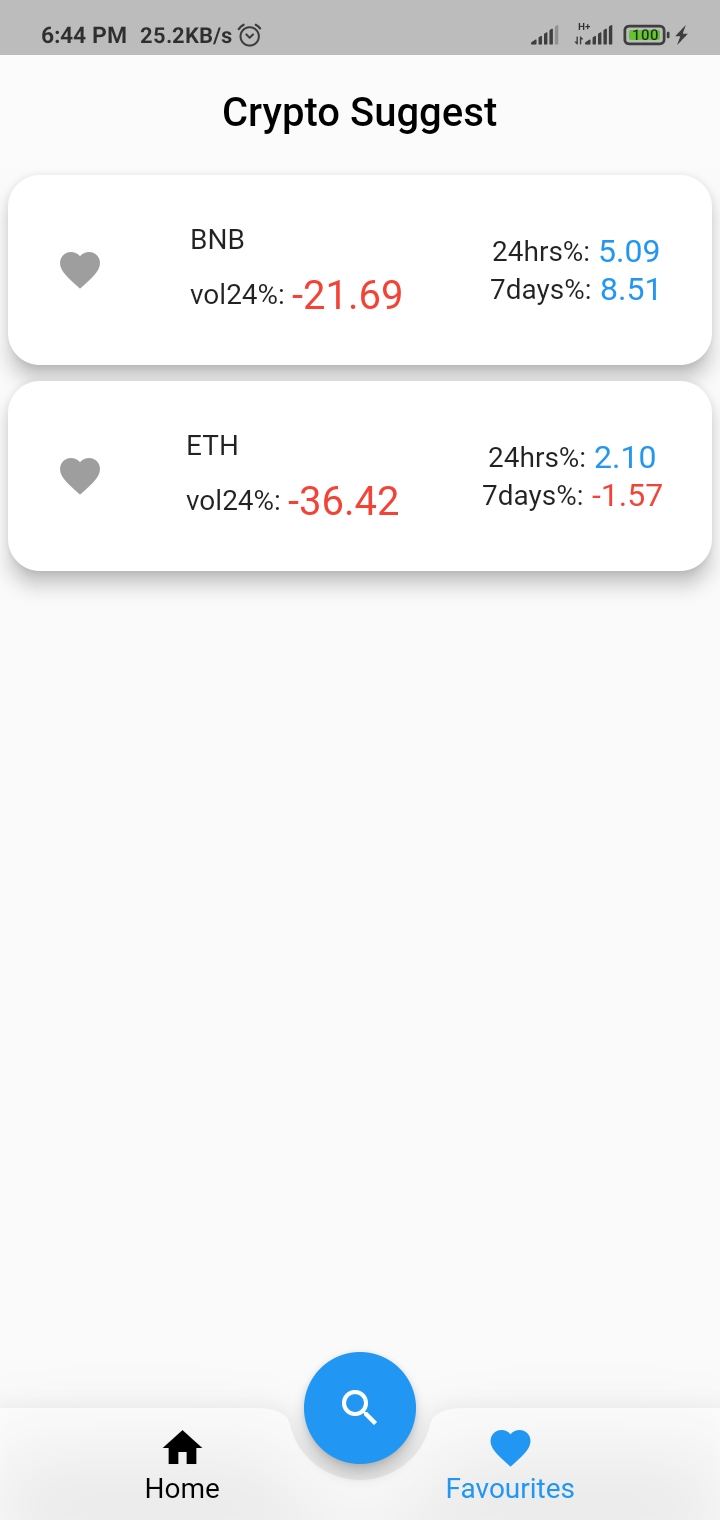 6:44 PM 25.2KB/s H+ 100
Crypto Suggest
BNB
vol24%: -21.69
24hrs%: 5.09
7days%: 8.51
ETH
vol24%: -36.42
24hrs%: 2.10
7days%: -1.57
Home
Favourites